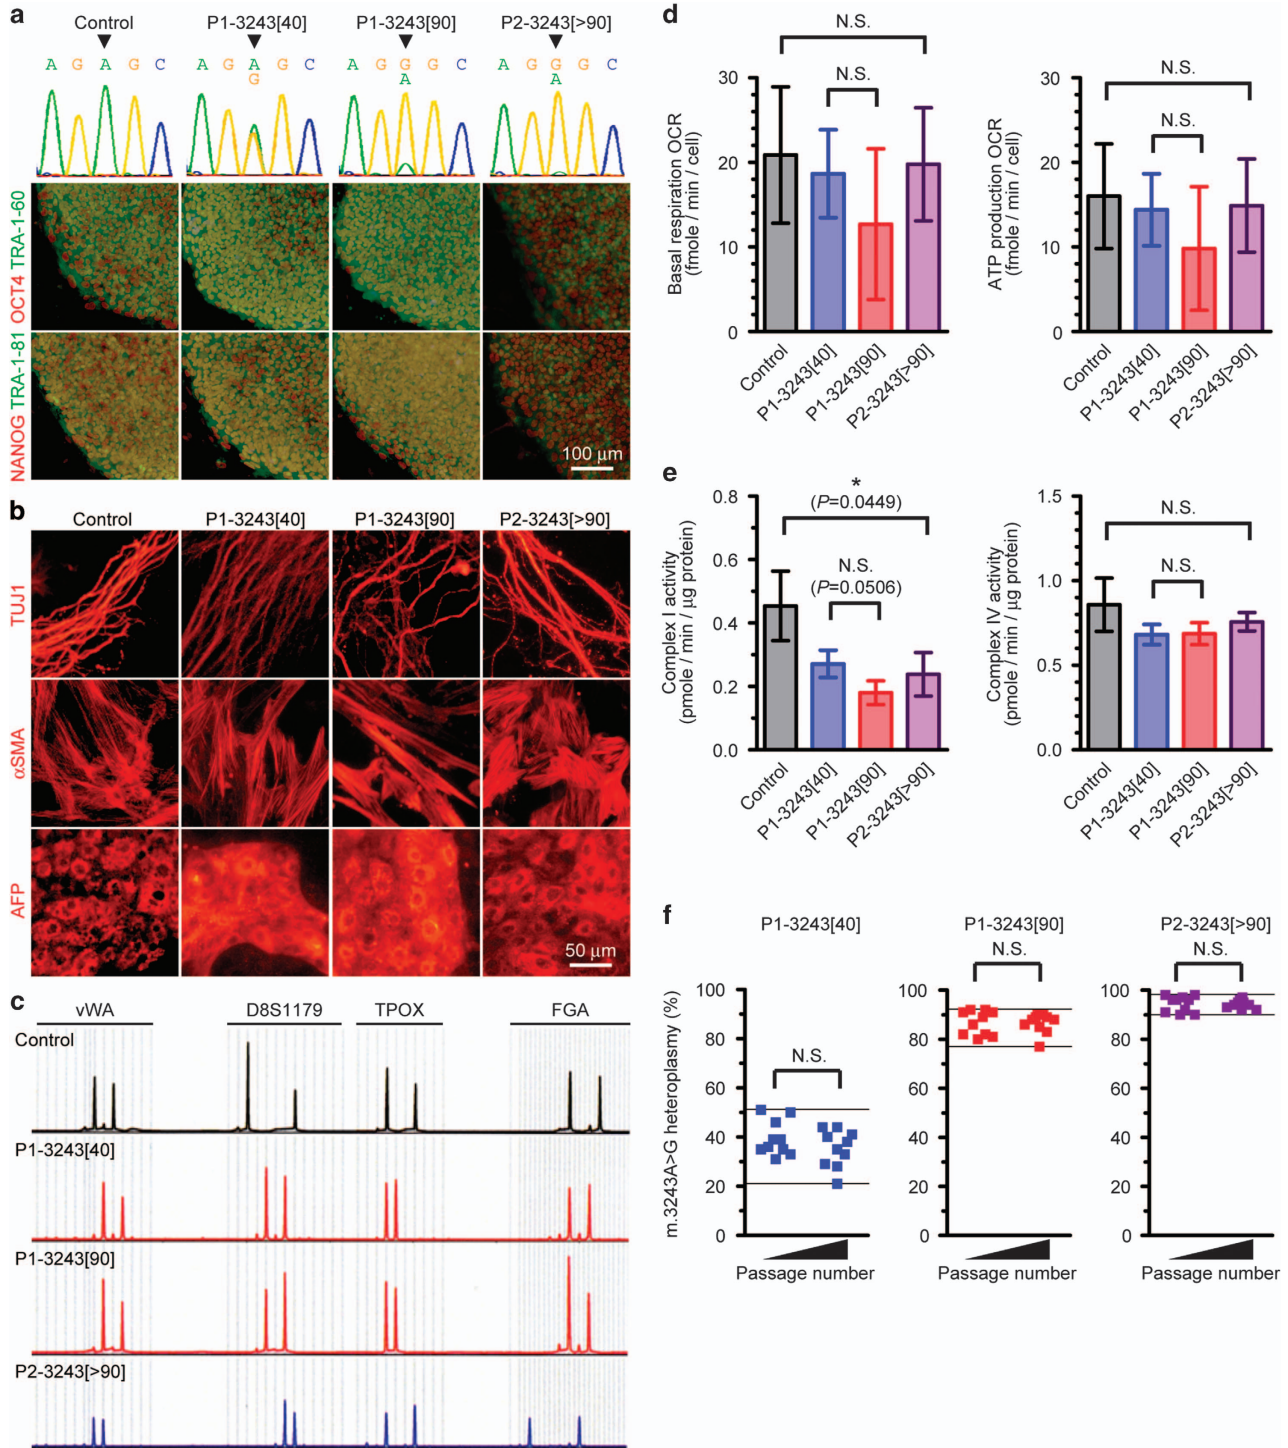 a
Control P1-3243[40] P1-3243[90] P2-3243[>90]
A G A G C A G A G C A G G G C A G G G C
G A A
OCT4 TRA-1-60
NANOG TRA-1-81
100 μm
b
Control P1-3243[40] P1-3243[90] P2-3243[>90]
TUJ1
αSMA
AFP
50 μm
c
vWA D8S1179 TPOX FGA
Control
P1-3243[40]
P1-3243[90]
P2-3243[>90]
d
N.S.
N.S.
Basal respiration OCR
(fmole / min / cell)
30
20
10
0
Control P1-3243[40] P1-3243[90] P2-3243[>90]
N.S.
N.S.
ATP production OCR
(fmole / min / cell)
30
20
10
0
Control P1-3243[40] P1-3243[90] P2-3243[>90]
e
*
(P=0.0449)
N.S.
(P=0.0506)
Complex I activity
(pmole / min / μg protein)
0.8
0.6
0.4
0.2
0.0
Control P1-3243[40] P1-3243[90] P2-3243[>90]
N.S.
N.S.
Complex IV activity
(pmole / min / μg protein)
1.5
1.0
0.5
0.0
Control P1-3243[40] P1-3243[90] P2-3243[>90]
f
P1-3243[40]
N.S.
m.3243A>G heteroplasmy (%)
100
80
60
40
20
0
Passage number
P1-3243[90]
N.S.
100
80
60
40
20
0
Passage number
P2-3243[>90]
N.S.
100
80
60
40
20
0
Passage number